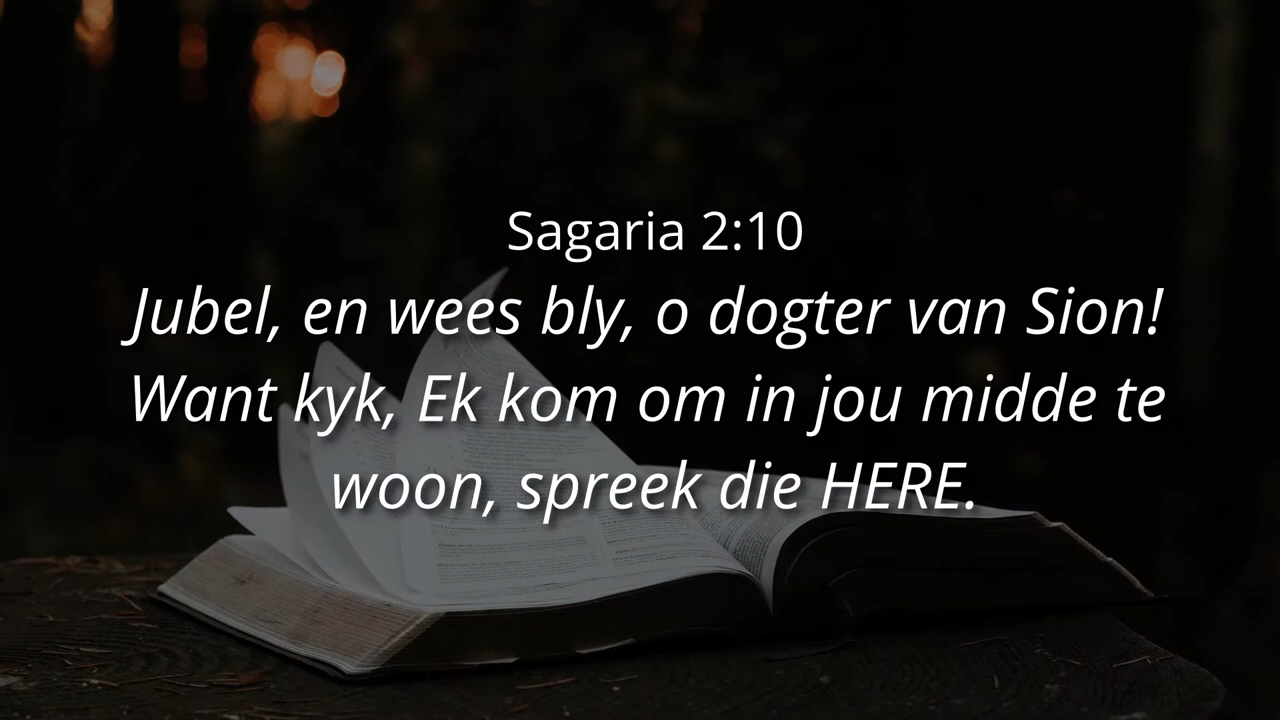 Sagaria 2:10
Jubel, en wees bly, o dogter van Sion!
Want kyk, Ek kom om in jou midde te
woon, spreek die HERE.